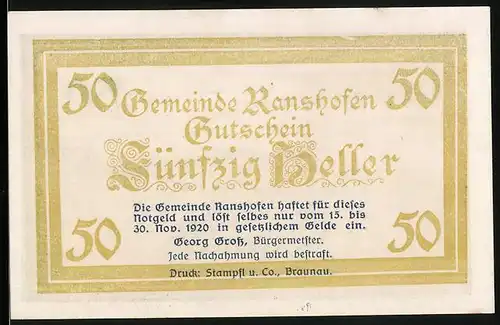 50 Gemeinde Ranshofen 50
Gutschein
Fünfzig Heller
Die Gemeinde Ranshofen haftet für dieses
Notgeld und löst selbes nur vom 15. bis
30. Nov. 1920 in gesetzlichem Gelde ein.
50 Georg Groß, Bürgermeister. 50
Jede Nachahmung wird bestraft.
Druck: Stampfl u. Co., Braunau.